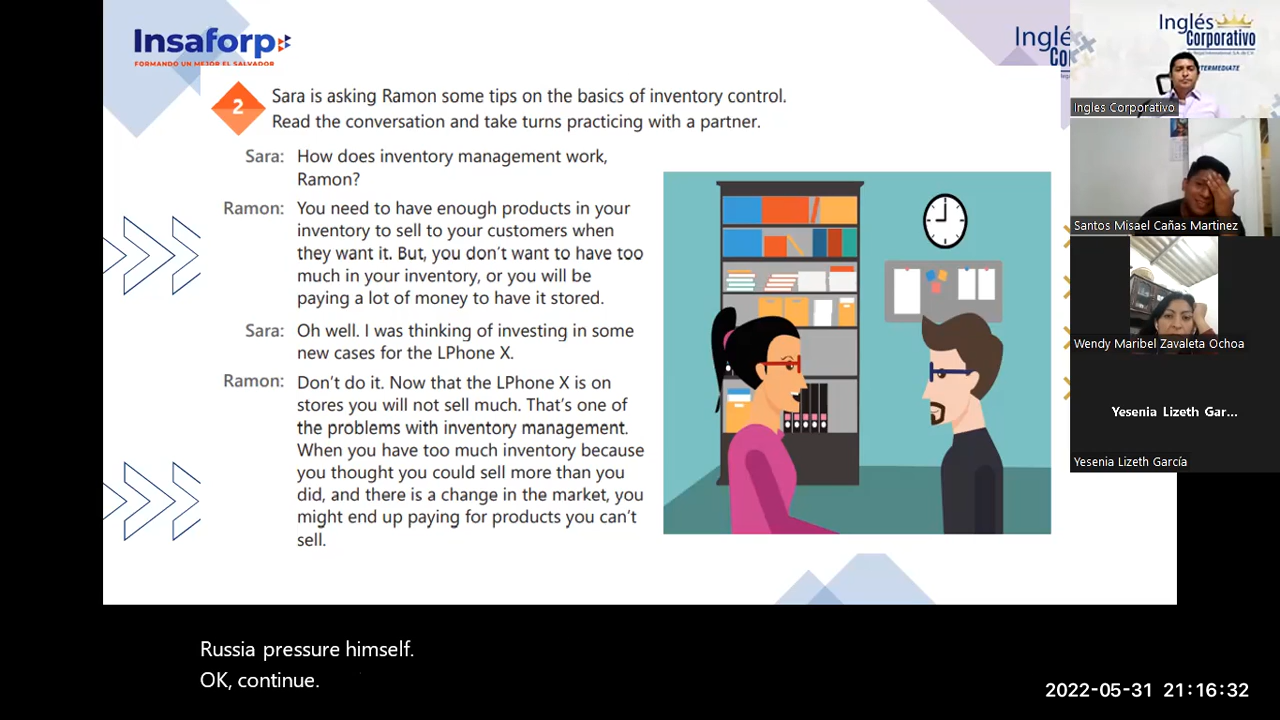 Insaforp
FORMANDO UN MEJOR EL SALVADOR
Inglé
Co
Inglés
Corporativo
INTERMEDIATE
Ingles Corporativo
2
Sara is asking Ramon some tips on the basics of inventory control.
Read the conversation and take turns practicing with a partner.
Sara: How does inventory management work,
Ramon?
Ramon: You need to have enough products in your
inventory to sell to your customers when
they want it. But, you don't want to have too
much in your inventory, or you will be
paying a lot of money to have it stored.
Sara: Oh well. I was thinking of investing in some
new cases for the LPhone X.
Ramon: Don't do it. Now that the LPhone X is on
stores you will not sell much. That's one of
the problems with inventory management.
When you have too much inventory because
you thought you could sell more than you
did, and there is a change in the market, you
might end up paying for products you can't
sell.
Santos Misael Cañas Martinez
Wendy Maribel Zavaleta Ochoa
Yesenia Lizeth Gar...
Yesenia Lizeth García
Russia pressure himself.
OK, continue.
2022-05-31 21:16:32